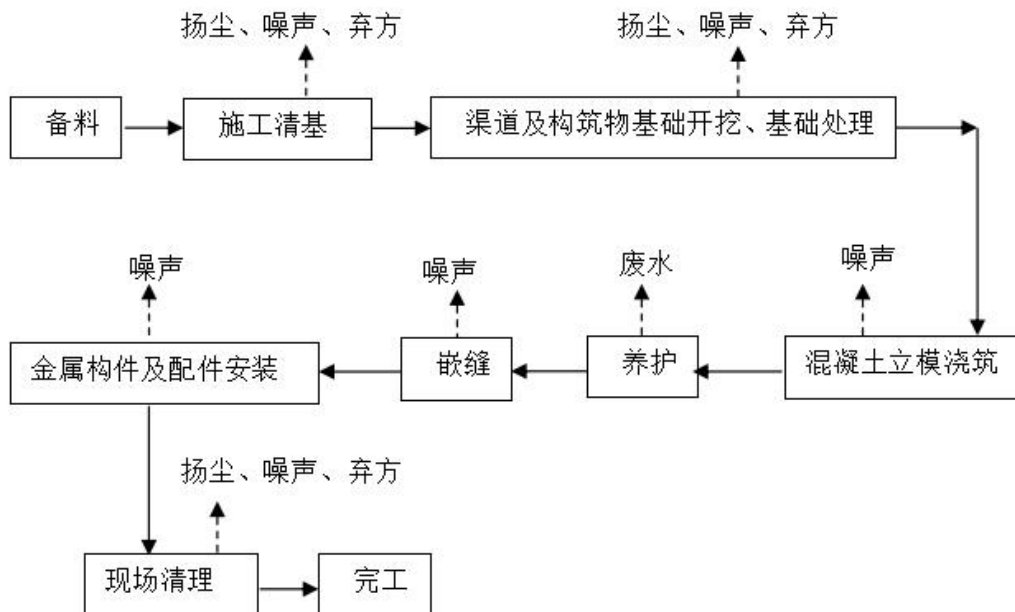 扬尘、噪声、弃方
扬尘、噪声、弃方
备料
施工清基
渠道及构筑物基础开挖、基础处理
噪声
噪声
废水
噪声
金属构件及配件安装
嵌缝
养护
混凝土立模浇筑
扬尘、噪声、弃方
现场清理
完工